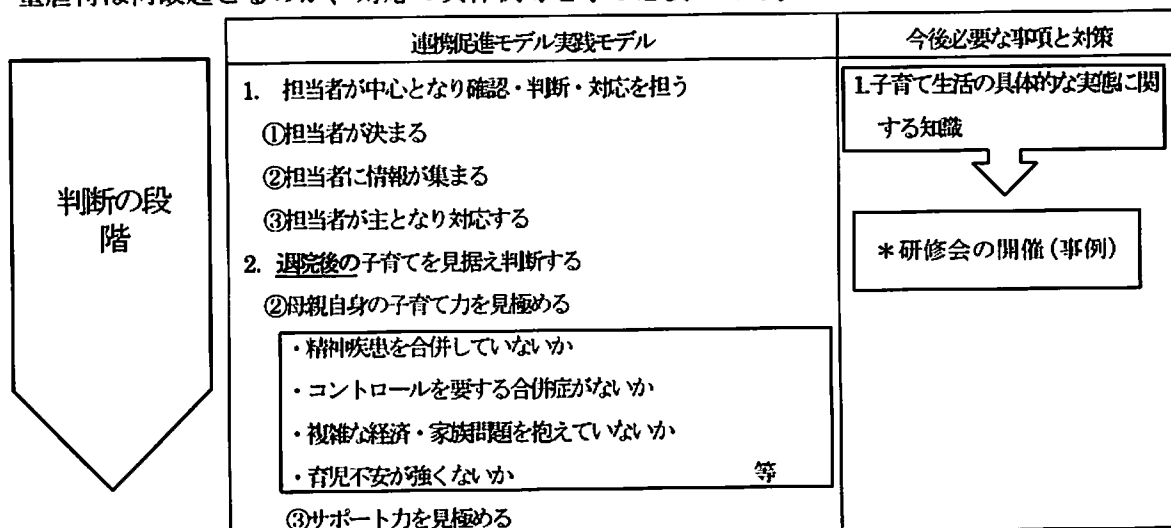 連携促進モデル実践モデル
今後必要な事項と対策
判断の段
階
1. 担当者が中心となり確認・判断・対応を担う
①担当者が決まる
②担当者に情報が集まる
③担当者が主となり対応する
2. 退院後の子育てを見据え判断する
②母親自身の子育て力を見極める
・精神疾患を合併していないか
・コントロールを要する合併症がないか
・複雑な経済・家族問題を抱えていないか
・育児不安が強くないか 等
③サポート力を見極める
1.子育て生活の具体的な実態に関
する知識
＊研修会の開催(事例)